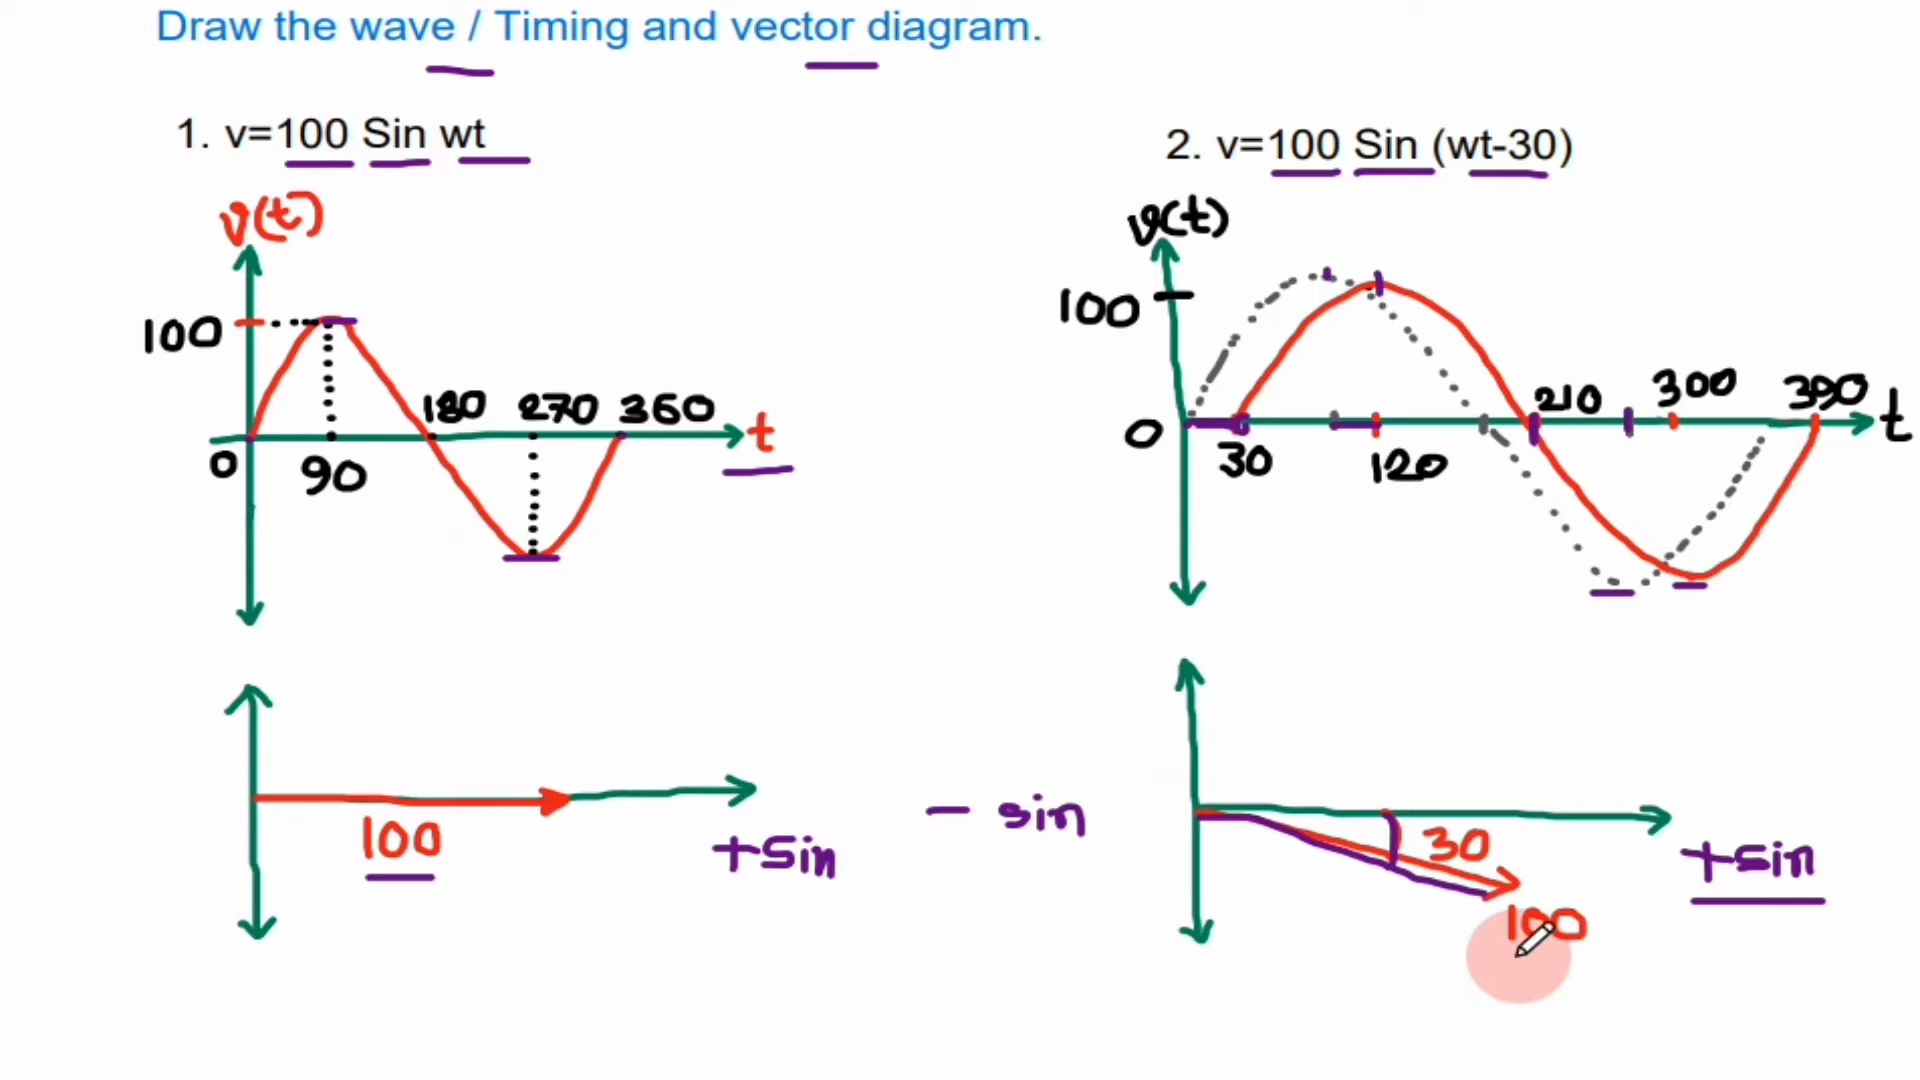 Draw the wave / Timing and vector diagram.
1. v=100 Sin wt
v(t)
100
0
90
180
270
360
t
100
+sin
2. v=100 Sin (wt-30)
v(t)
100
0
30
120
210
300
390
t
- sin
30
100
+sin